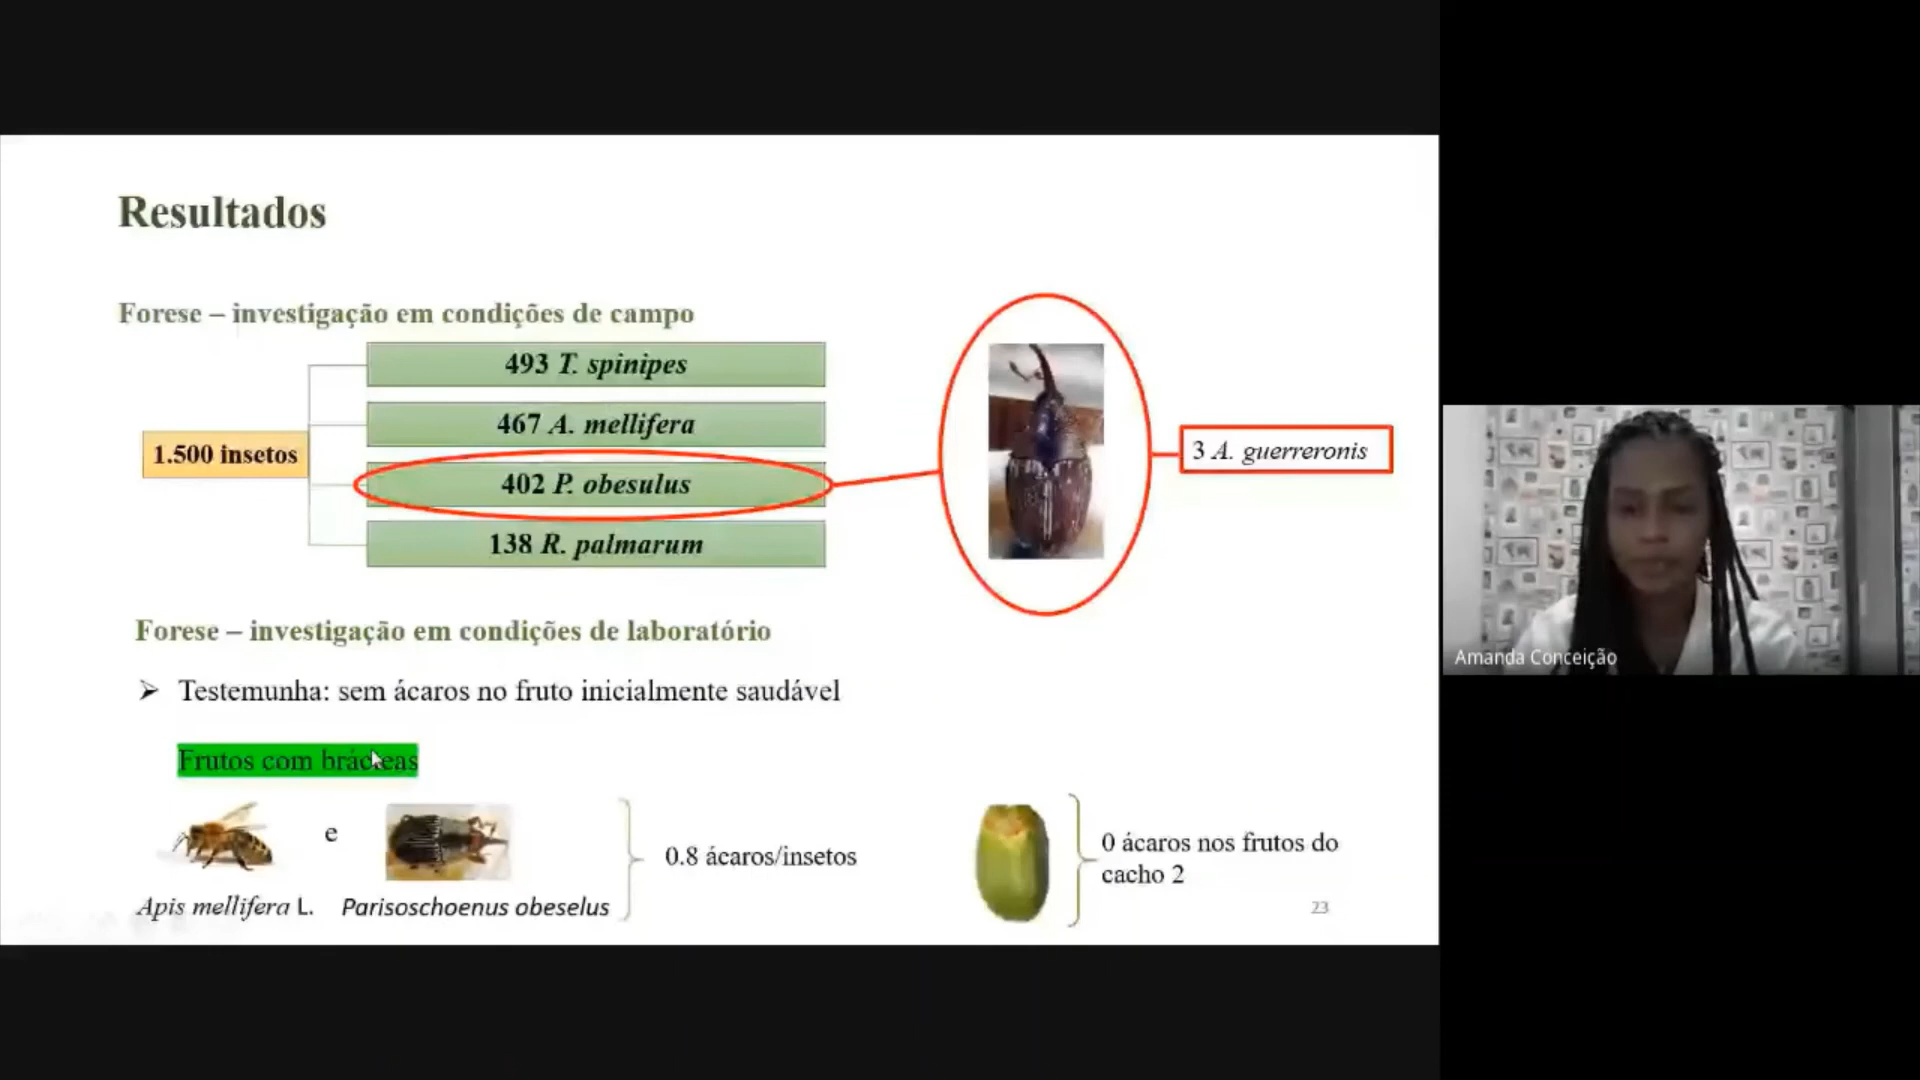 Resultados
Forese – investigação em condições de campo
1.500 insetos
493 T. spinipes
467 A. mellifera
402 P. obesulus
138 R. palmarum
3 A. guerreronis
Forese – investigação em condições de laboratório
Testemunha: sem ácaros no fruto inicialmente saudável
Frutos com brácteas
e
Apis mellifera L.
Parisoschoenus obeselus
0.8 ácaros/insetos
0 ácaros nos frutos do
cacho 2
23
Amanda Conceição